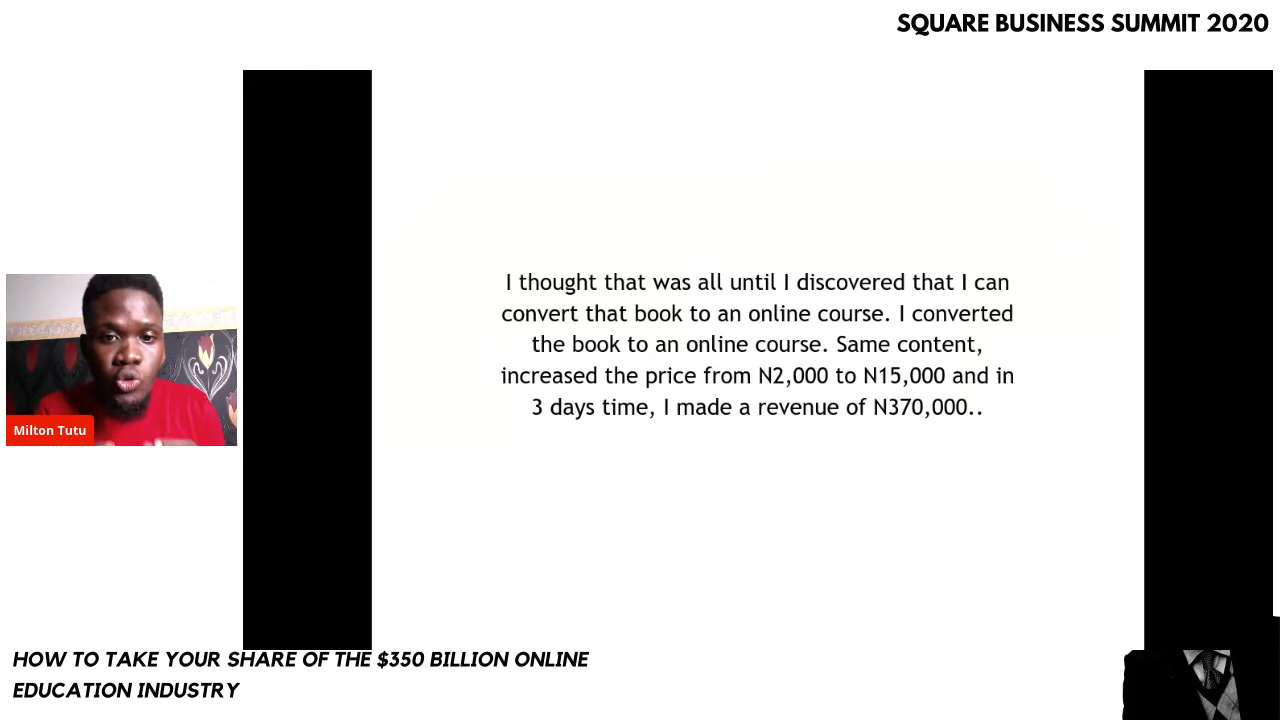 SQUARE BUSINESS SUMMIT 2020
I thought that was all until I discovered that I can
convert that book to an online course. I converted
the book to an online course. Same content,
increased the price from N2,000 to N15,000 and in
3 days time, I made a revenue of N370,000..
Milton Tutu
HOW TO TAKE YOUR SHARE OF THE $350 BILLION ONLINE
EDUCATION INDUSTRY